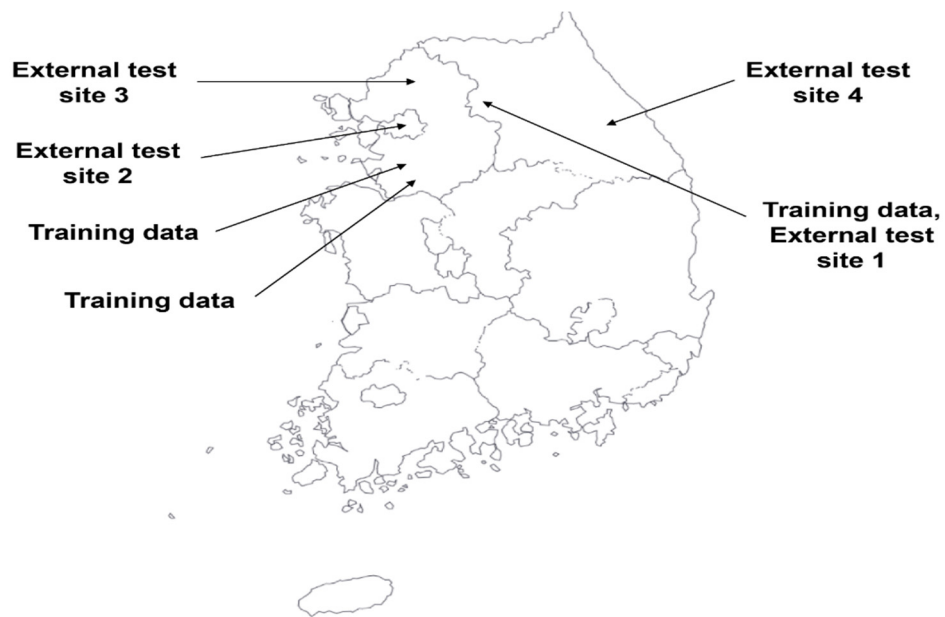 External test
site 3
External test
site 2
Training data
Training data
External test
site 4
Training data,
External test
site 1